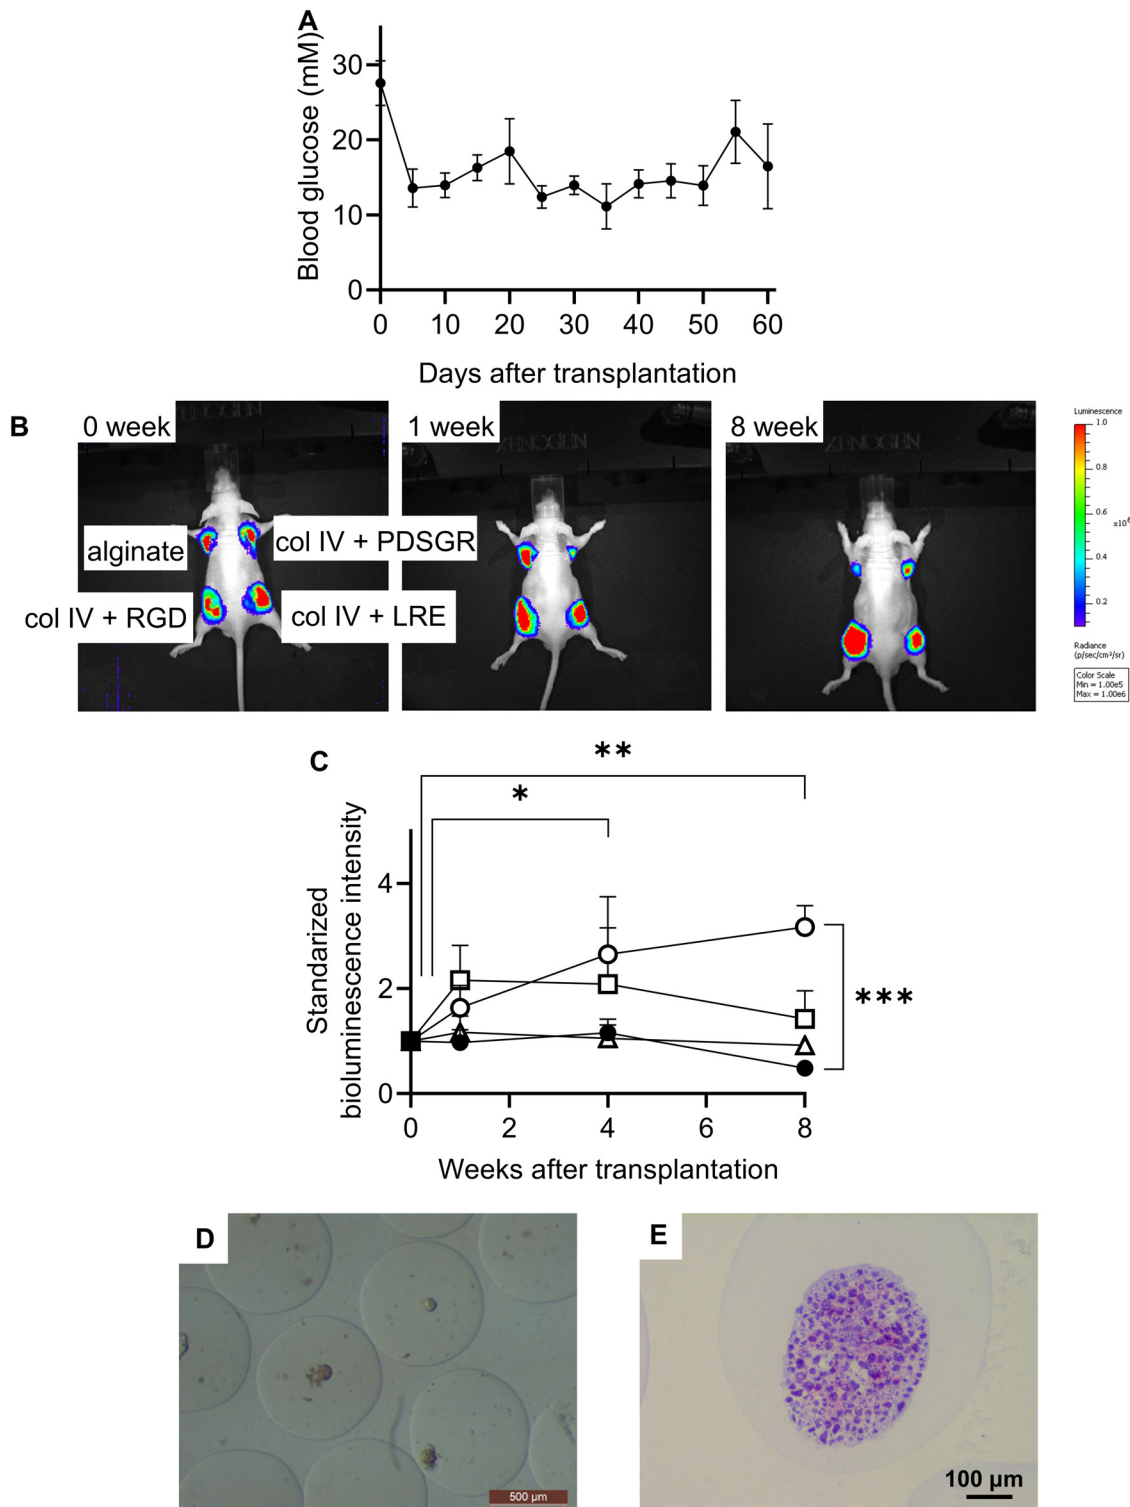 A
Blood glucose (mM)
30
20
10
0
0 10 20 30 40 50 60
Days after transplantation
B
0 week
1 week
8 week
alginate
col IV + PDSGR
col IV + RGD
col IV + LRE
XENOGEN
Luminescence
1.0
0.8
0.6
x10⁶
0.4
0.2
Radiance
(p/sec/cm²/sr)
Color Scale
Min = 1.00e5
Max = 1.00e6
C
**
*
***
Standarized
bioluminescence intensity
4
2
0
0 2 4 6 8
Weeks after transplantation
D
500 µm
E
100 µm